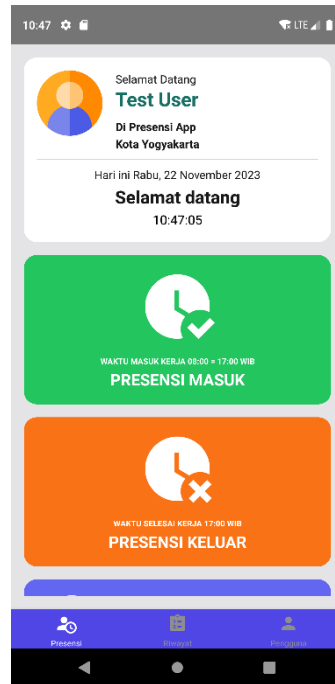 10:47
LTE
Selamat Datang
Test User
Di Presensi App
Kota Yogyakarta
Hari ini Rabu, 22 November 2023
Selamat datang
10:47:05
WAKTU MASUK KERJA 08:00 = 17:00 WIB
PRESENSI MASUK
WAKTU SELESAI KERJA 17:00 WIB
PRESENSI KELUAR
Presensi
Riwayat
Pengguna